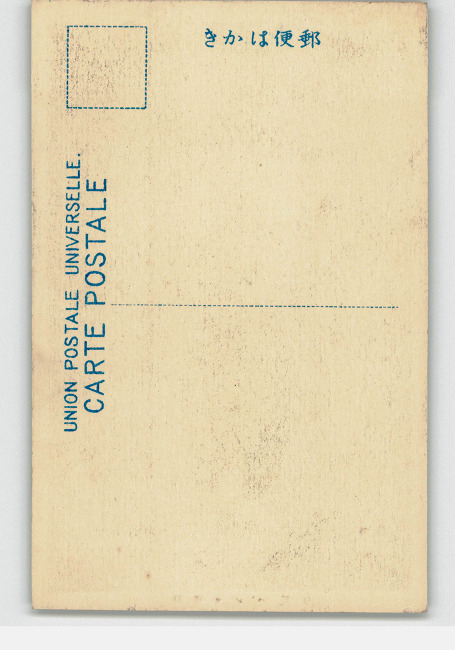 郵便はかき
UNION POSTALE UNIVERSELLE.
CARTE POSTALE